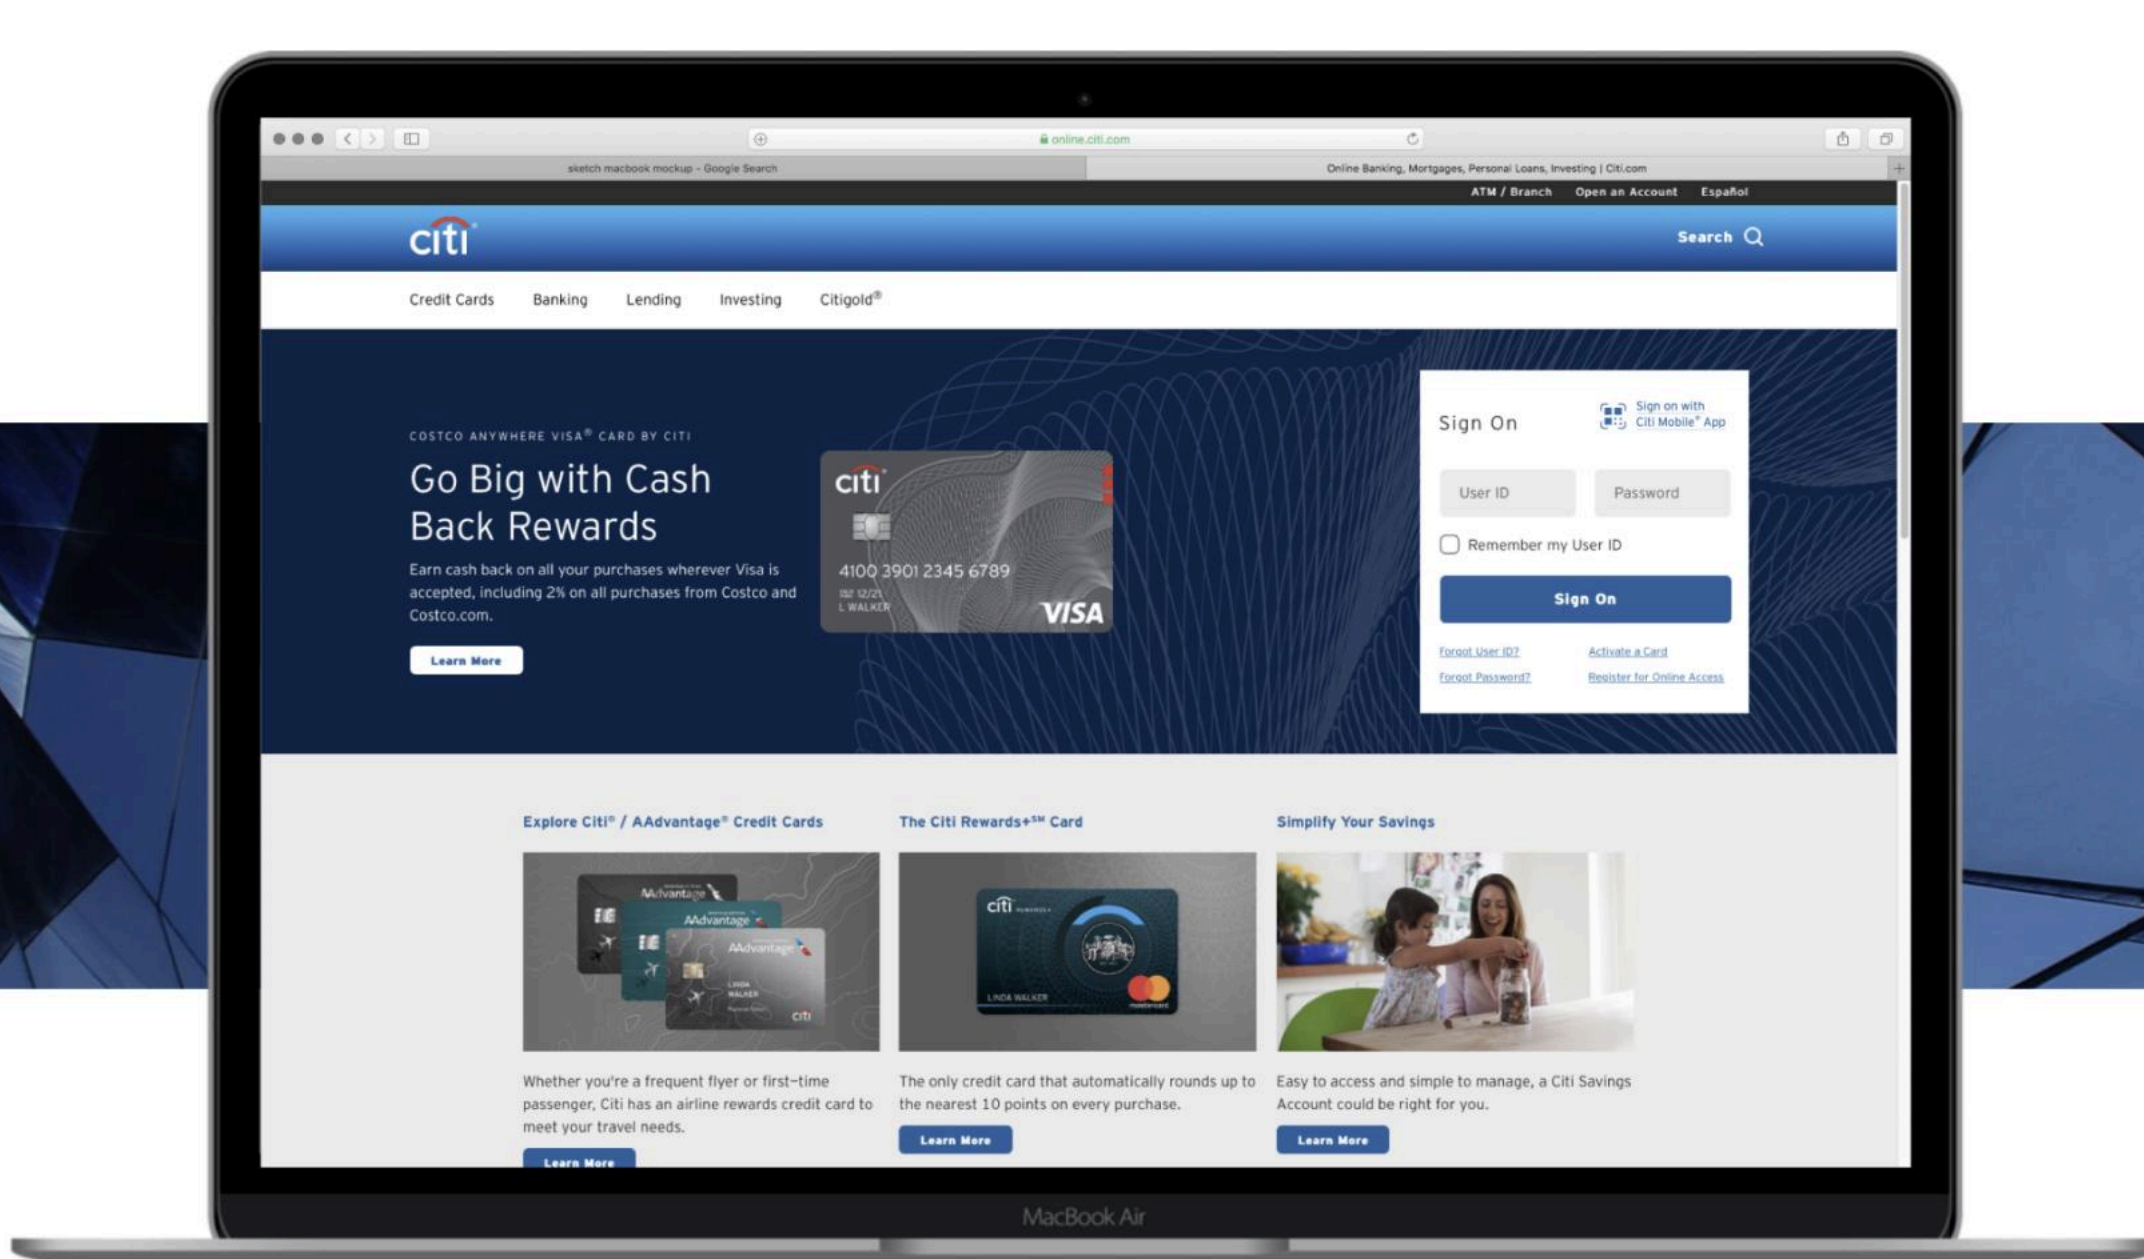 online.citi.com
sketch macbook mockup - Google Search
Online Banking, Mortgages, Personal Loans, Investing | Citi.com
ATM / Branch Open an Account Español
citi®
Search
Credit Cards Banking Lending Investing Citigold®
COSTCO ANYWHERE VISA® CARD BY CITI
Go Big with Cash
Back Rewards
Earn cash back on all your purchases wherever Visa is
accepted, including 2% on all purchases from Costco and
Costco.com.
Learn More
citi®
4100 3901 2345 6789
12/21
L WALKER
VISA
Sign On
Sign on with
Citi Mobile® App
User ID Password
Remember my User ID
Sign On
Forgot User ID? Activate a Card
Forgot Password? Register for Online Access
Explore Citi® / AAdvantage® Credit Cards
AAdvantage
AAdvantage
AAdvantage
LINDA
WALKER
citi
Whether you're a frequent flyer or first-time
passenger, Citi has an airline rewards credit card to
meet your travel needs.
Learn More
The Citi Rewards+℠ Card
citi REWARDS+
LINDA WALKER
mastercard
The only credit card that automatically rounds up to
the nearest 10 points on every purchase.
Learn More
Simplify Your Savings
Easy to access and simple to manage, a Citi Savings
Account could be right for you.
Learn More
MacBook Air